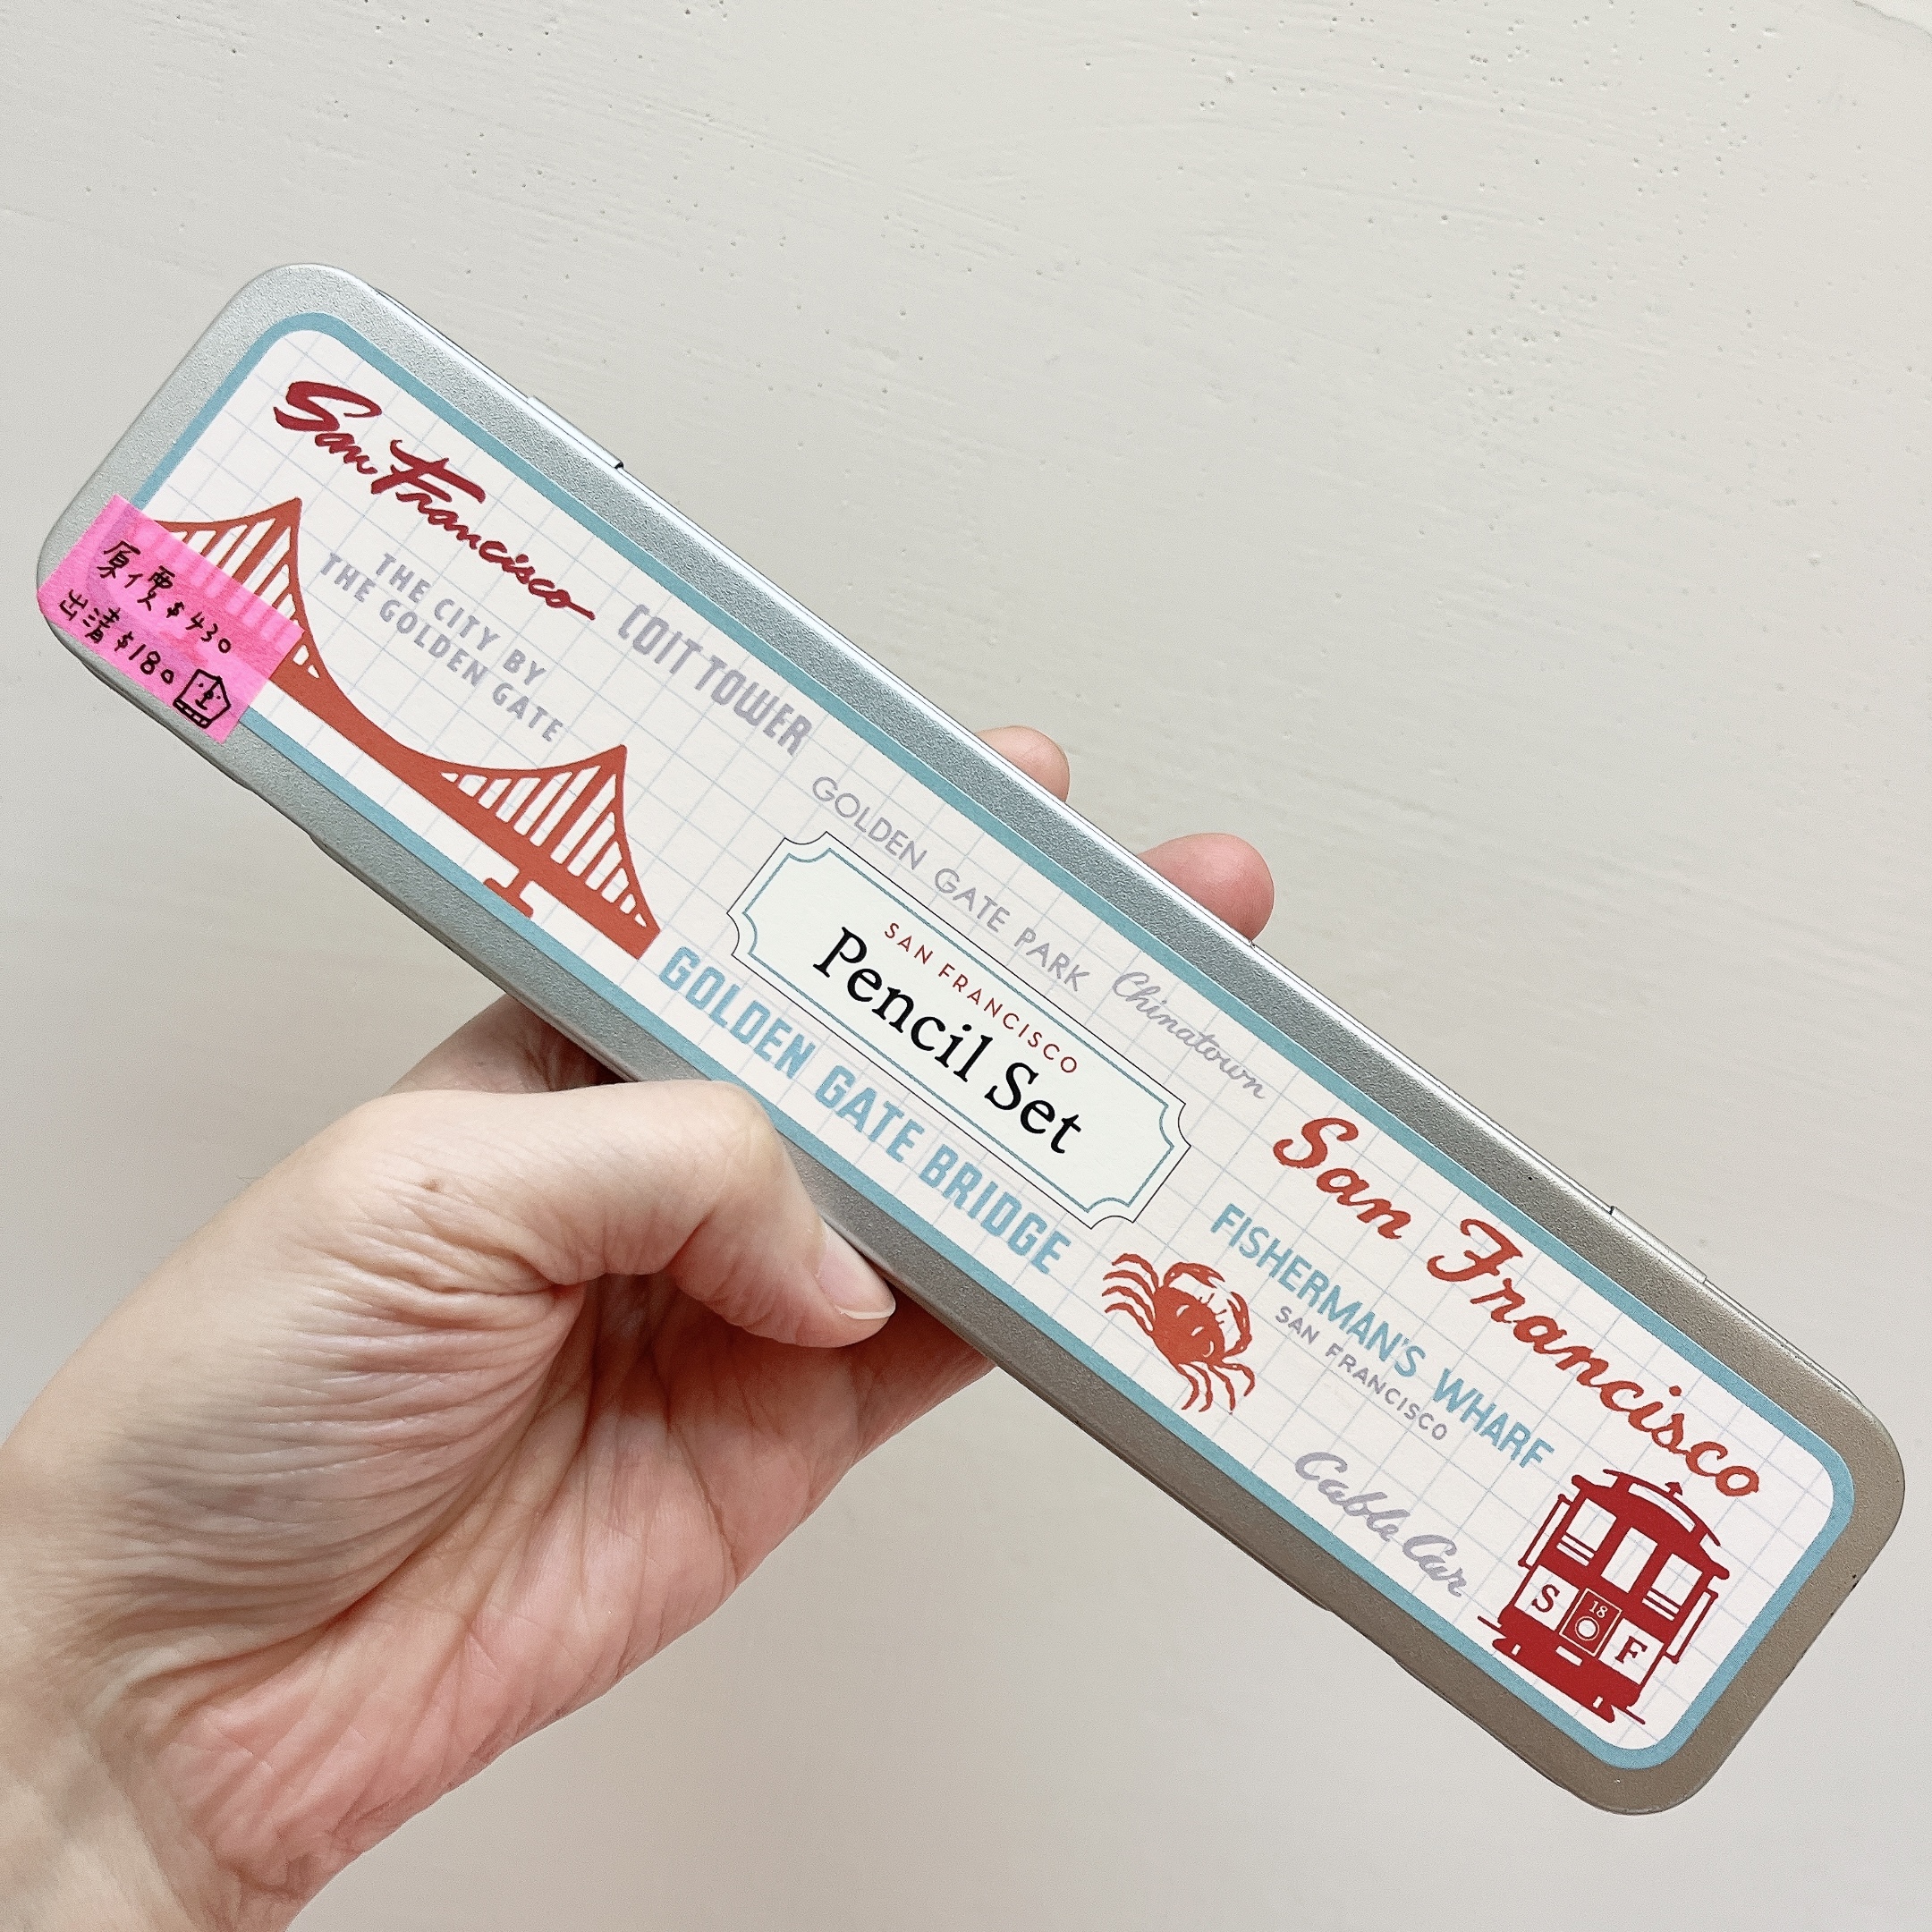 San Francisco
THE CITY BY
THE GOLDEN GATE
COIT TOWER
原價$430
出清$180
GOLDEN GATE PARK
Chinatown
SAN FRANCISCO
Pencil Set
GOLDEN GATE BRIDGE
San Francisco
FISHERMAN'S WHARF
SAN FRANCISCO
Cable Car
18
S F